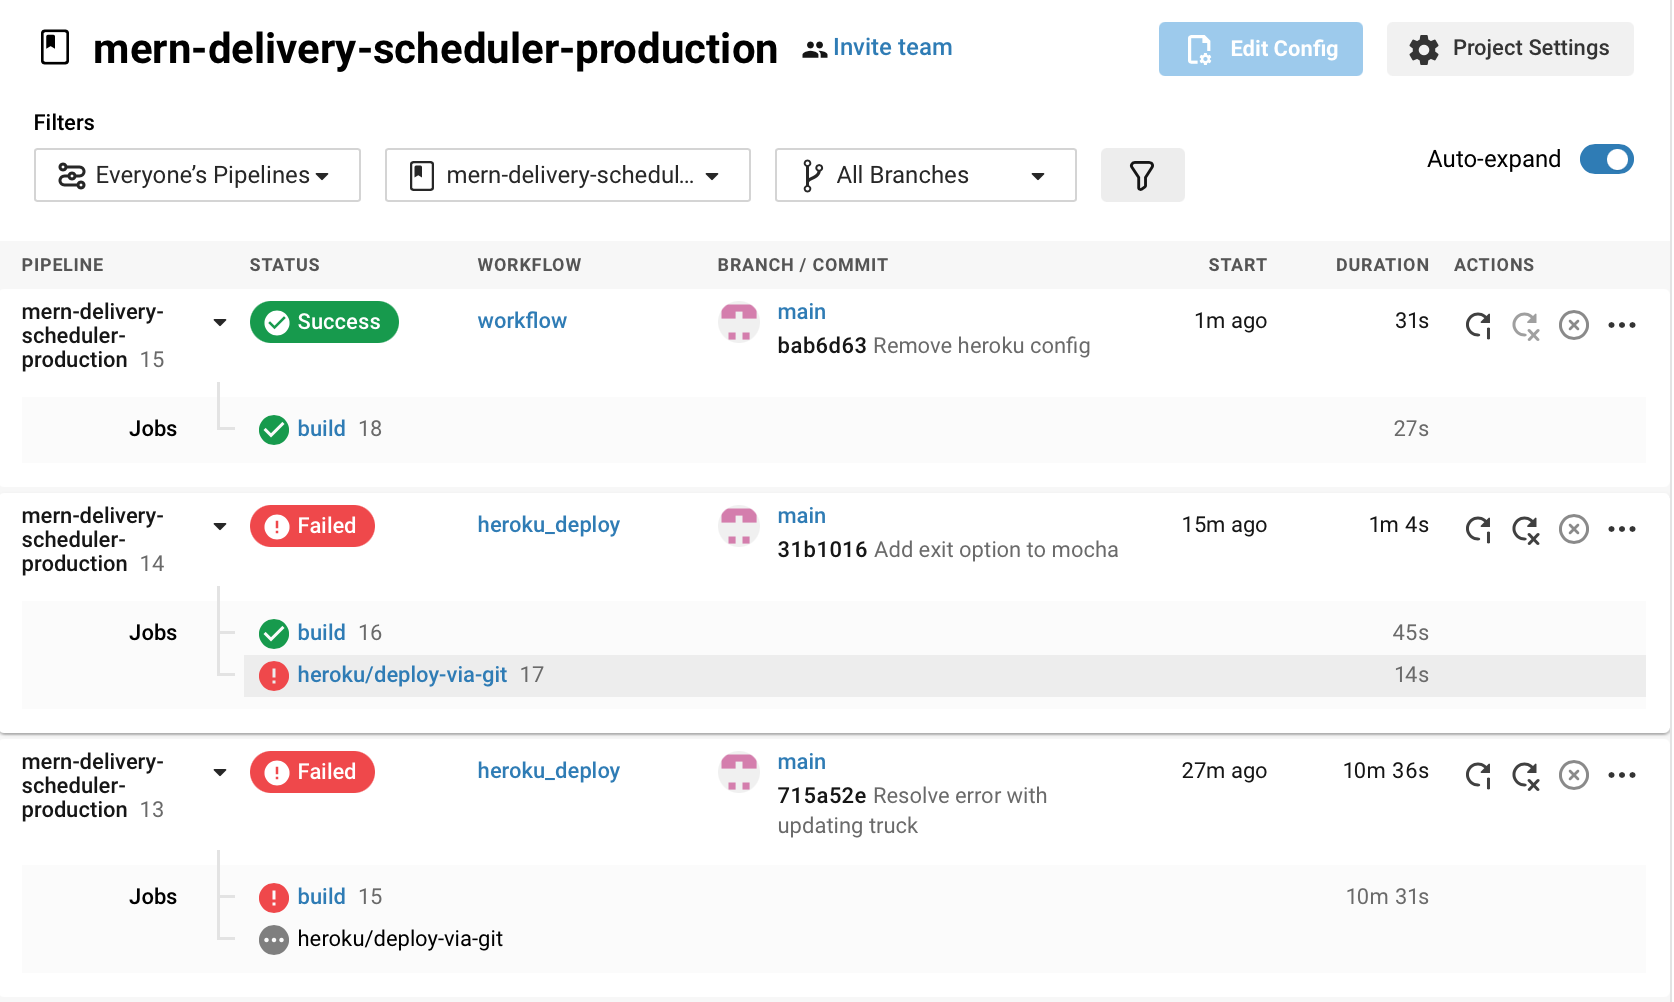 mern-delivery-scheduler-production Invite team Edit Config Project Settings
Filters
Everyone’s Pipelines mern-delivery-schedul... All Branches Auto-expand
PIPELINE STATUS WORKFLOW BRANCH / COMMIT START DURATION ACTIONS
mern-delivery-
scheduler-
production 15
Success workflow main 1m ago 31s
bab6d63 Remove heroku config
Jobs build 18 27s
mern-delivery-
scheduler-
production 14
Failed heroku_deploy main 15m ago 1m 4s
31b1016 Add exit option to mocha
Jobs build 16 45s
heroku/deploy-via-git 17 14s
mern-delivery-
scheduler-
production 13
Failed heroku_deploy main 27m ago 10m 36s
715a52e Resolve error with
updating truck
Jobs build 15 10m 31s
heroku/deploy-via-git